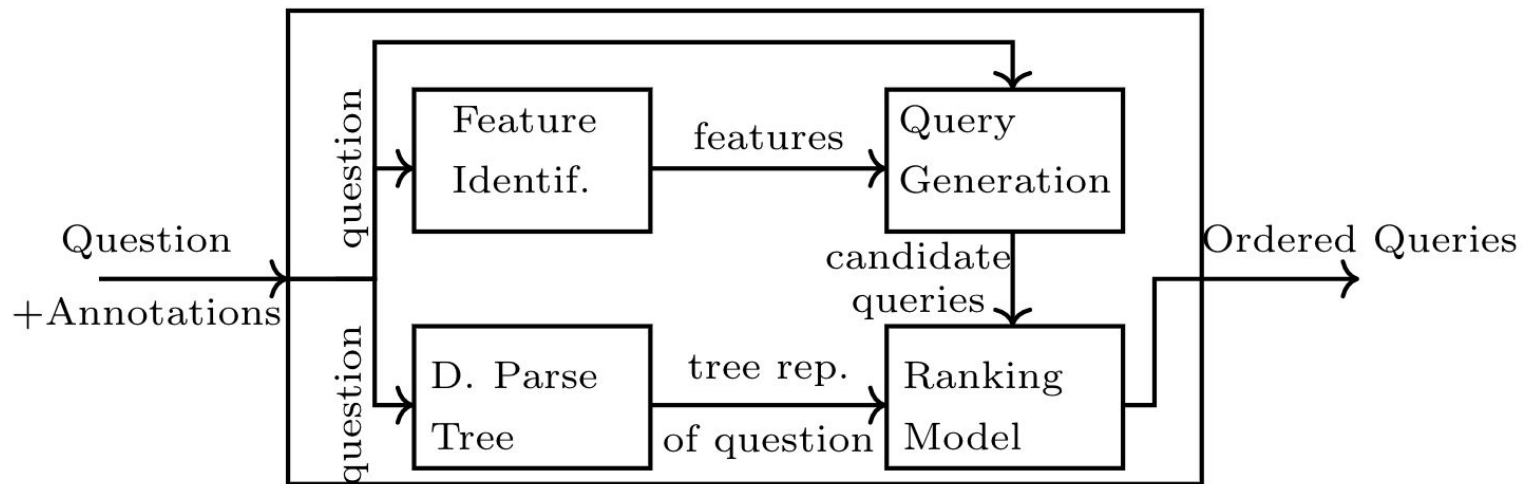 Question
+Annotations
question
question
Feature
Identif.
features
Query
Generation
candidate
queries
D. Parse
Tree
tree rep.
of question
Ranking
Model
Ordered Queries